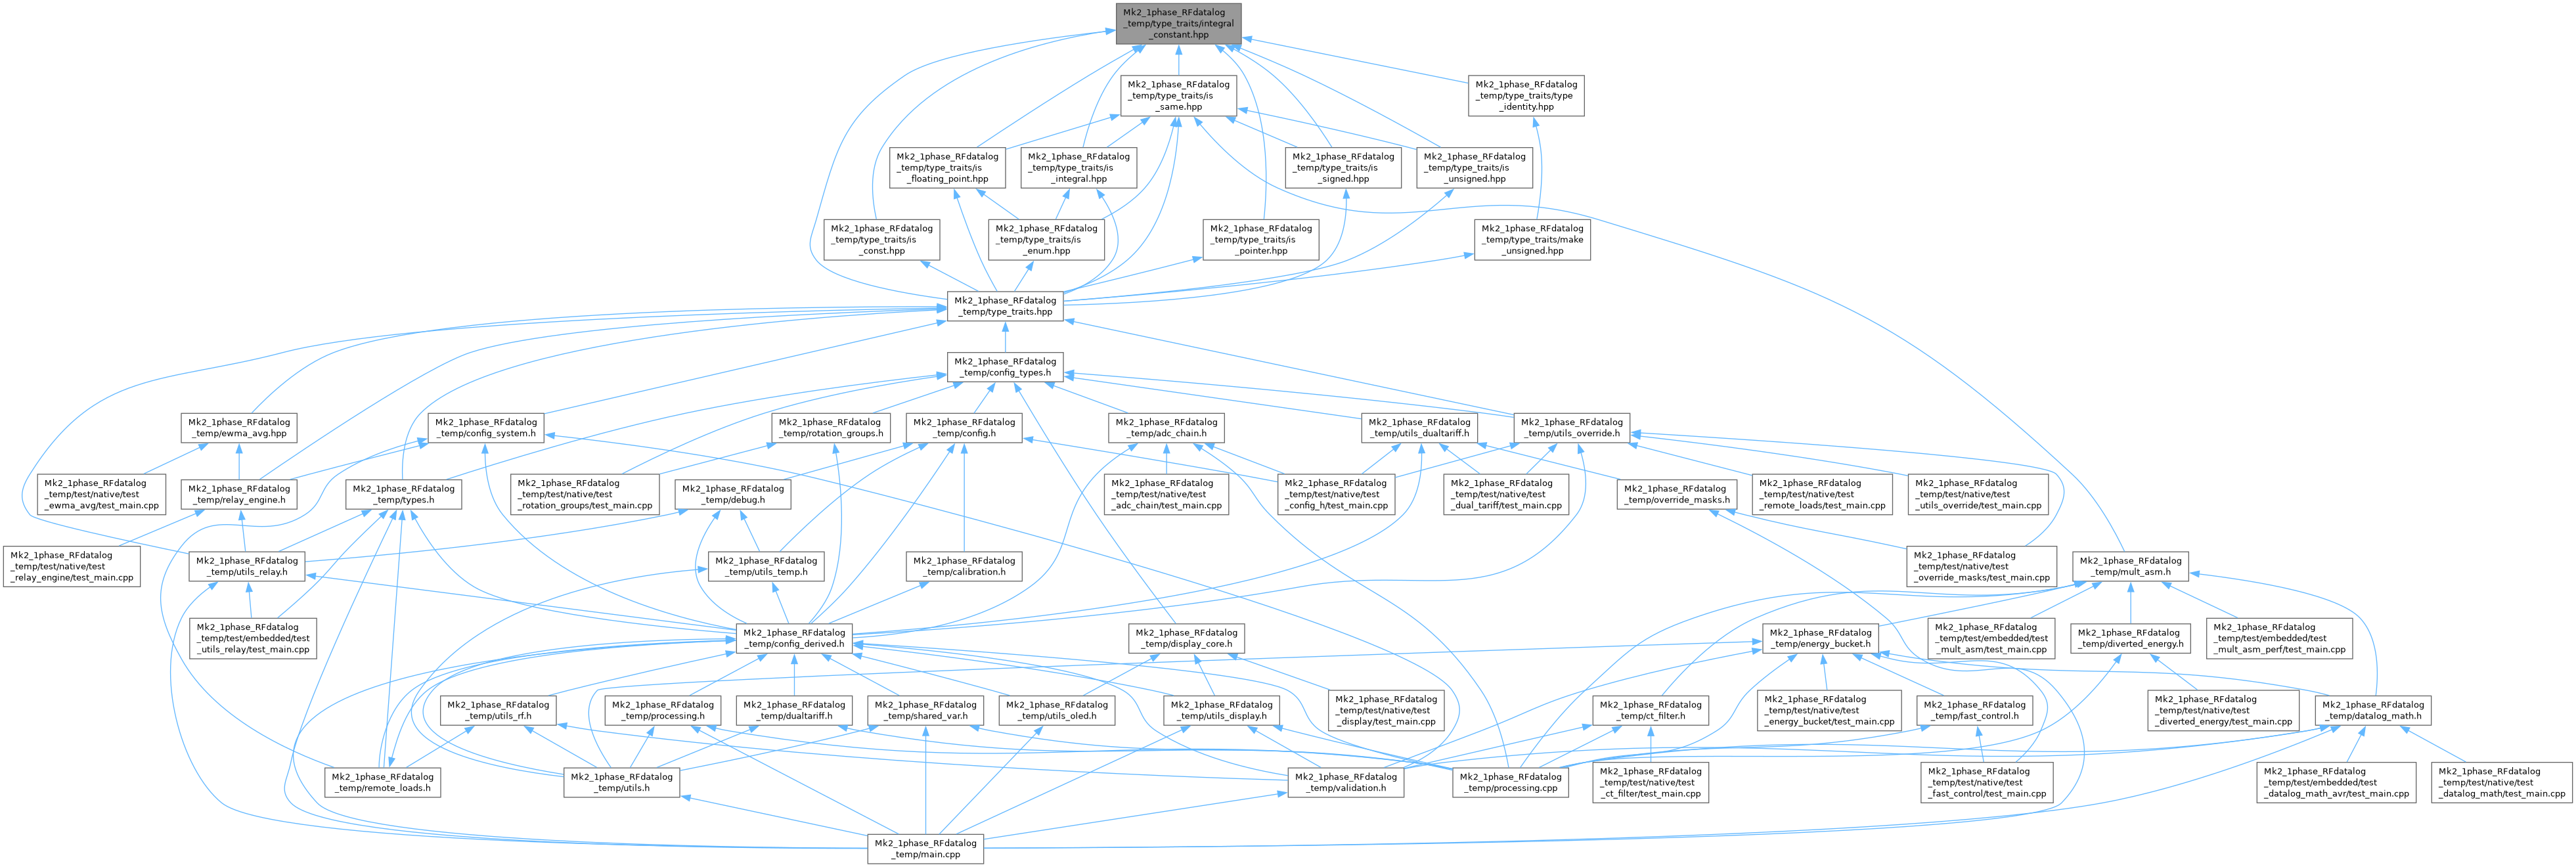 Mk2_1phase_RFdatalog
_temp/type_traits/integral
_constant.hpp
Mk2_1phase_RFdatalog
_temp/type_traits/is
_same.hpp
Mk2_1phase_RFdatalog
_temp/type_traits/type
_identity.hpp
Mk2_1phase_RFdatalog
_temp/type_traits/is
_floating_point.hpp
Mk2_1phase_RFdatalog
_temp/type_traits/is
_integral.hpp
Mk2_1phase_RFdatalog
_temp/type_traits/is
_signed.hpp
Mk2_1phase_RFdatalog
_temp/type_traits/is
_unsigned.hpp
Mk2_1phase_RFdatalog
_temp/type_traits/is
_const.hpp
Mk2_1phase_RFdatalog
_temp/type_traits/is
_enum.hpp
Mk2_1phase_RFdatalog
_temp/type_traits/is
_pointer.hpp
Mk2_1phase_RFdatalog
_temp/type_traits/make
_unsigned.hpp
Mk2_1phase_RFdatalog
_temp/type_traits.hpp
Mk2_1phase_RFdatalog
_temp/config_types.h
Mk2_1phase_RFdatalog
_temp/ewma_avg.hpp
Mk2_1phase_RFdatalog
_temp/config_system.h
Mk2_1phase_RFdatalog
_temp/rotation_groups.h
Mk2_1phase_RFdatalog
_temp/config.h
Mk2_1phase_RFdatalog
_temp/adc_chain.h
Mk2_1phase_RFdatalog
_temp/utils_dualtariff.h
Mk2_1phase_RFdatalog
_temp/utils_override.h
Mk2_1phase_RFdatalog
_temp/test/native/test
_ewma_avg/test_main.cpp
Mk2_1phase_RFdatalog
_temp/relay_engine.h
Mk2_1phase_RFdatalog
_temp/types.h
Mk2_1phase_RFdatalog
_temp/test/native/test
_rotation_groups/test_main.cpp
Mk2_1phase_RFdatalog
_temp/debug.h
Mk2_1phase_RFdatalog
_temp/test/native/test
_adc_chain/test_main.cpp
Mk2_1phase_RFdatalog
_temp/test/native/test
_config_h/test_main.cpp
Mk2_1phase_RFdatalog
_temp/test/native/test
_dual_tariff/test_main.cpp
Mk2_1phase_RFdatalog
_temp/override_masks.h
Mk2_1phase_RFdatalog
_temp/test/native/test
_remote_loads/test_main.cpp
Mk2_1phase_RFdatalog
_temp/test/native/test
_utils_override/test_main.cpp
Mk2_1phase_RFdatalog
_temp/test/native/test
_relay_engine/test_main.cpp
Mk2_1phase_RFdatalog
_temp/utils_relay.h
Mk2_1phase_RFdatalog
_temp/utils_temp.h
Mk2_1phase_RFdatalog
_temp/calibration.h
Mk2_1phase_RFdatalog
_temp/test/native/test
_override_masks/test_main.cpp
Mk2_1phase_RFdatalog
_temp/mult_asm.h
Mk2_1phase_RFdatalog
_temp/test/embedded/test
_utils_relay/test_main.cpp
Mk2_1phase_RFdatalog
_temp/config_derived.h
Mk2_1phase_RFdatalog
_temp/display_core.h
Mk2_1phase_RFdatalog
_temp/energy_bucket.h
Mk2_1phase_RFdatalog
_temp/test/embedded/test
_mult_asm/test_main.cpp
Mk2_1phase_RFdatalog
_temp/diverted_energy.h
Mk2_1phase_RFdatalog
_temp/test/embedded/test
_mult_asm_perf/test_main.cpp
Mk2_1phase_RFdatalog
_temp/utils_rf.h
Mk2_1phase_RFdatalog
_temp/processing.h
Mk2_1phase_RFdatalog
_temp/dualtariff.h
Mk2_1phase_RFdatalog
_temp/shared_var.h
Mk2_1phase_RFdatalog
_temp/utils_oled.h
Mk2_1phase_RFdatalog
_temp/utils_display.h
Mk2_1phase_RFdatalog
_temp/test/native/test
_display/test_main.cpp
Mk2_1phase_RFdatalog
_temp/ct_filter.h
Mk2_1phase_RFdatalog
_temp/test/native/test
_energy_bucket/test_main.cpp
Mk2_1phase_RFdatalog
_temp/fast_control.h
Mk2_1phase_RFdatalog
_temp/test/native/test
_diverted_energy/test_main.cpp
Mk2_1phase_RFdatalog
_temp/datalog_math.h
Mk2_1phase_RFdatalog
_temp/remote_loads.h
Mk2_1phase_RFdatalog
_temp/utils.h
Mk2_1phase_RFdatalog
_temp/validation.h
Mk2_1phase_RFdatalog
_temp/processing.cpp
Mk2_1phase_RFdatalog
_temp/test/native/test
_ct_filter/test_main.cpp
Mk2_1phase_RFdatalog
_temp/test/native/test
_fast_control/test_main.cpp
Mk2_1phase_RFdatalog
_temp/test/embedded/test
_datalog_math_avr/test_main.cpp
Mk2_1phase_RFdatalog
_temp/test/native/test
_datalog_math/test_main.cpp
Mk2_1phase_RFdatalog
_temp/main.cpp